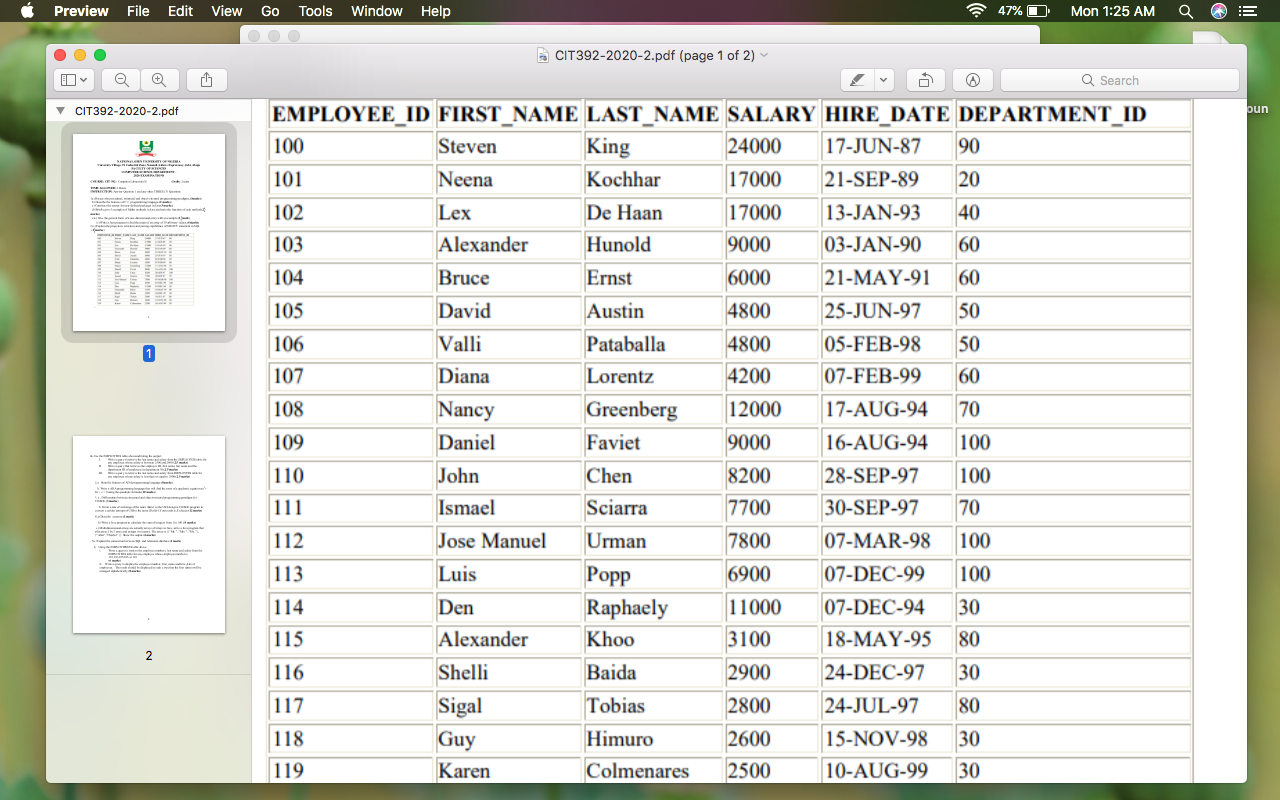 Preview File Edit View Go Tools Window Help 47% Mon 1:25 AM
CIT392-2020-2.pdf (page 1 of 2)
Search
CIT392-2020-2.pdf
oun
1
2
EMPLOYEE_ID FIRST_NAME LAST_NAME SALARY HIRE_DATE DEPARTMENT_ID
100 Steven King 24000 17-JUN-87 90
101 Neena Kochhar 17000 21-SEP-89 20
102 Lex De Haan 17000 13-JAN-93 40
103 Alexander Hunold 9000 03-JAN-90 60
104 Bruce Ernst 6000 21-MAY-91 60
105 David Austin 4800 25-JUN-97 50
106 Valli Pataballa 4800 05-FEB-98 50
107 Diana Lorentz 4200 07-FEB-99 60
108 Nancy Greenberg 12000 17-AUG-94 70
109 Daniel Faviet 9000 16-AUG-94 100
110 John Chen 8200 28-SEP-97 100
111 Ismael Sciarra 7700 30-SEP-97 70
112 Jose Manuel Urman 7800 07-MAR-98 100
113 Luis Popp 6900 07-DEC-99 100
114 Den Raphaely 11000 07-DEC-94 30
115 Alexander Khoo 3100 18-MAY-95 80
116 Shelli Baida 2900 24-DEC-97 30
117 Sigal Tobias 2800 24-JUL-97 80
118 Guy Himuro 2600 15-NOV-98 30
119 Karen Colmenares 2500 10-AUG-99 30